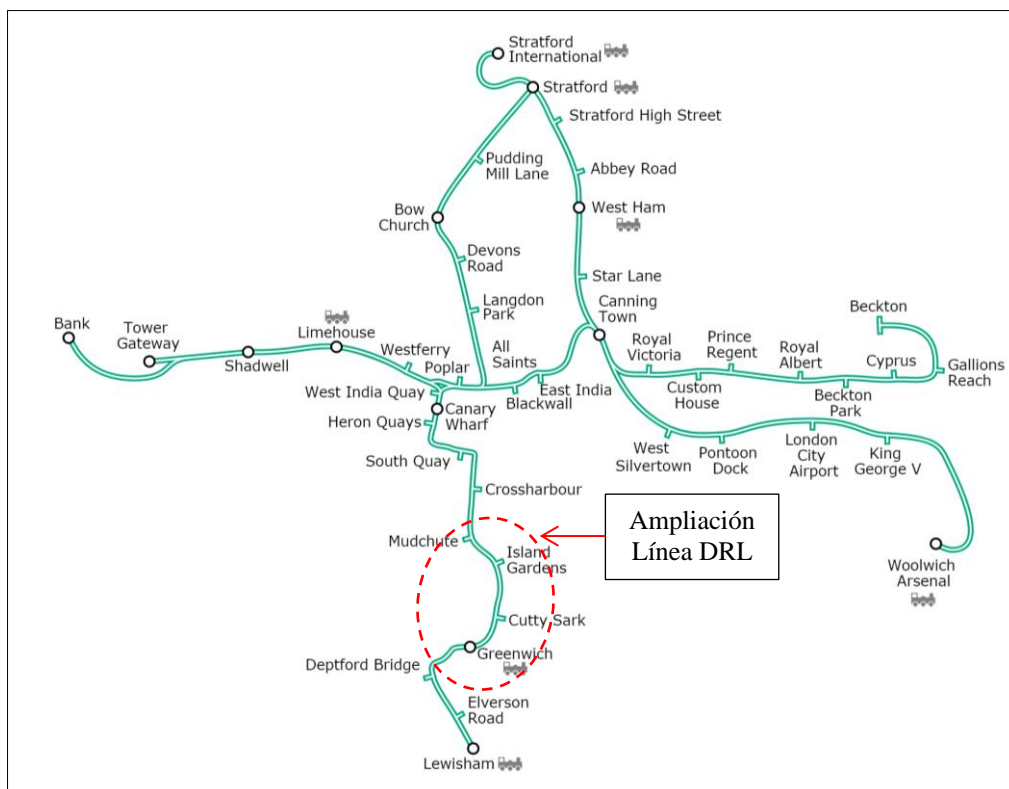 Stratford
International
Stratford
Stratford High Street
Pudding
Mill Lane
Abbey Road
Bow
Church
West Ham
Devons
Road
Star Lane
Langdon
Park
Canning
Town
Beckton
Bank
Tower
Gateway
Limehouse
Shadwell
Westferry
Poplar
All
Saints
Royal
Victoria
Prince
Regent
Royal
Albert
Cyprus
Gallions
Reach
West India Quay
Blackwall
East India
Custom
House
Beckton
Park
Canary
Wharf
Heron Quays
South Quay
West
Silvertown
Pontoon
Dock
London
City
Airport
King
George V
Crossharbour
Mudchute
Island
Gardens
Ampliación
Línea DRL
Woolwich
Arsenal
Cutty Sark
Greenwich
Deptford Bridge
Elverson
Road
Lewisham